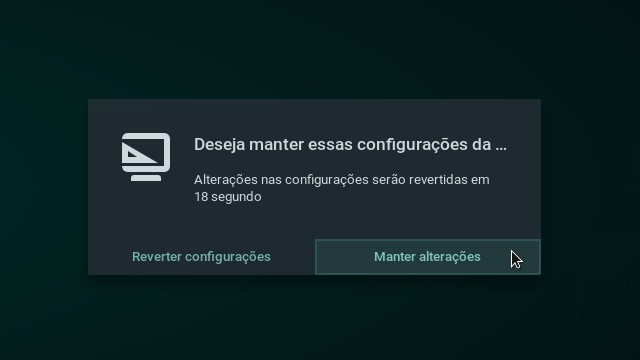 Deseja manter essas configurações da ...
Alterações nas configurações serão revertidas em
18 segundo
Reverter configurações
Manter alterações